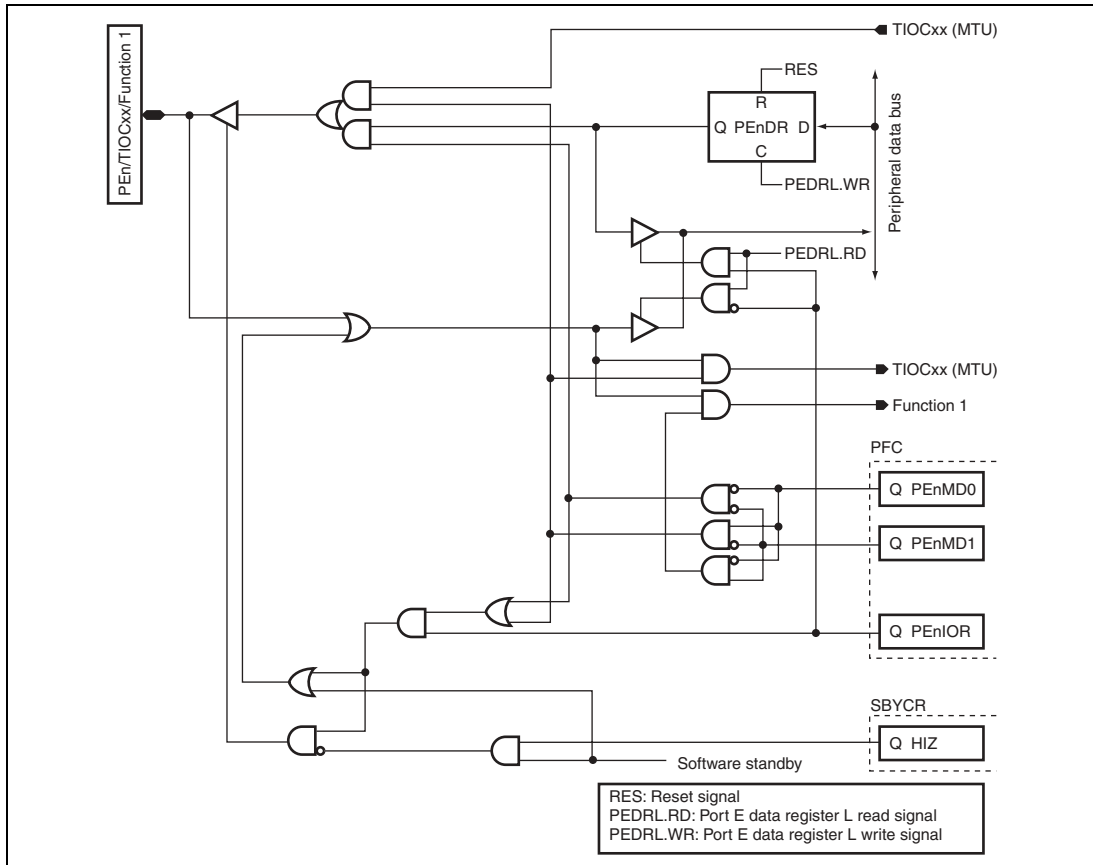 PEn/TIOCxx/Function 1
TIOCxx (MTU)
RES
R
Q PEnDR D
C
PEDRL.WR
Peripheral data bus
PEDRL.RD
TIOCxx (MTU)
Function 1
PFC
Q PEnMD0
Q PEnMD1
Q PEnIOR
SBYCR
Q HIZ
Software standby
RES: Reset signal
PEDRL.RD: Port E data register L read signal
PEDRL.WR: Port E data register L write signal